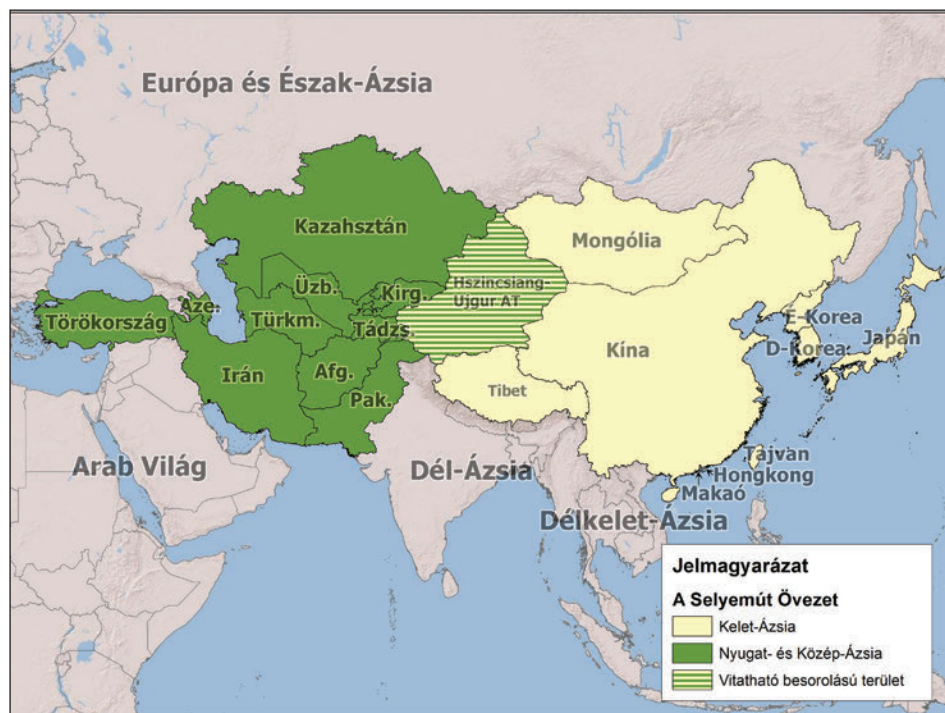 Európa és Észak-Ázsia
Kazahsztán
Mongólia
Hszincsiang-
Ujgur AT
Üzb.
Kirg.
Aze.
Törökország
Türkm.
Tádzs.
É-Korea
Japán
D-Korea
Kína
Irán
Afg.
Pak.
Tibet
Arab Világ
Dél-Ázsia
Tajvan
Hongkong
Makaó
Délkelet-Ázsia
Jelmagyarázat
A Selyemút Övezet
Kelet-Ázsia
Nyugat- és Közép-Ázsia
Vitatható besorolású terület